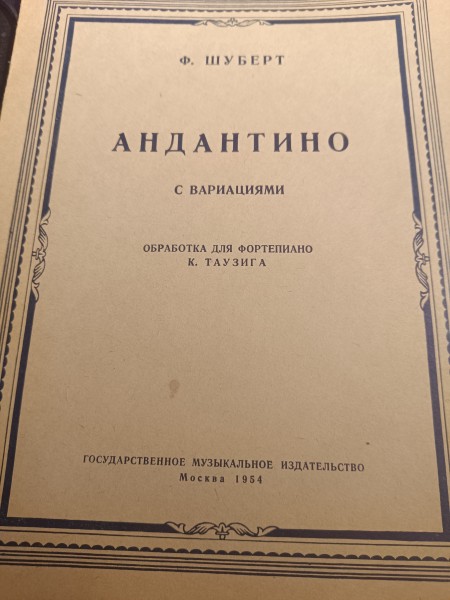 Ф. ШУБЕРТ
АНДАНТИНО
С ВАРИАЦИЯМИ
ОБРАБОТКА ДЛЯ ФОРТЕПИАНО
К. ТАУЗИГА
ГОСУДАРСТВЕННОЕ МУЗЫКАЛЬНОЕ ИЗДАТЕЛЬСТВО
Москва 1954